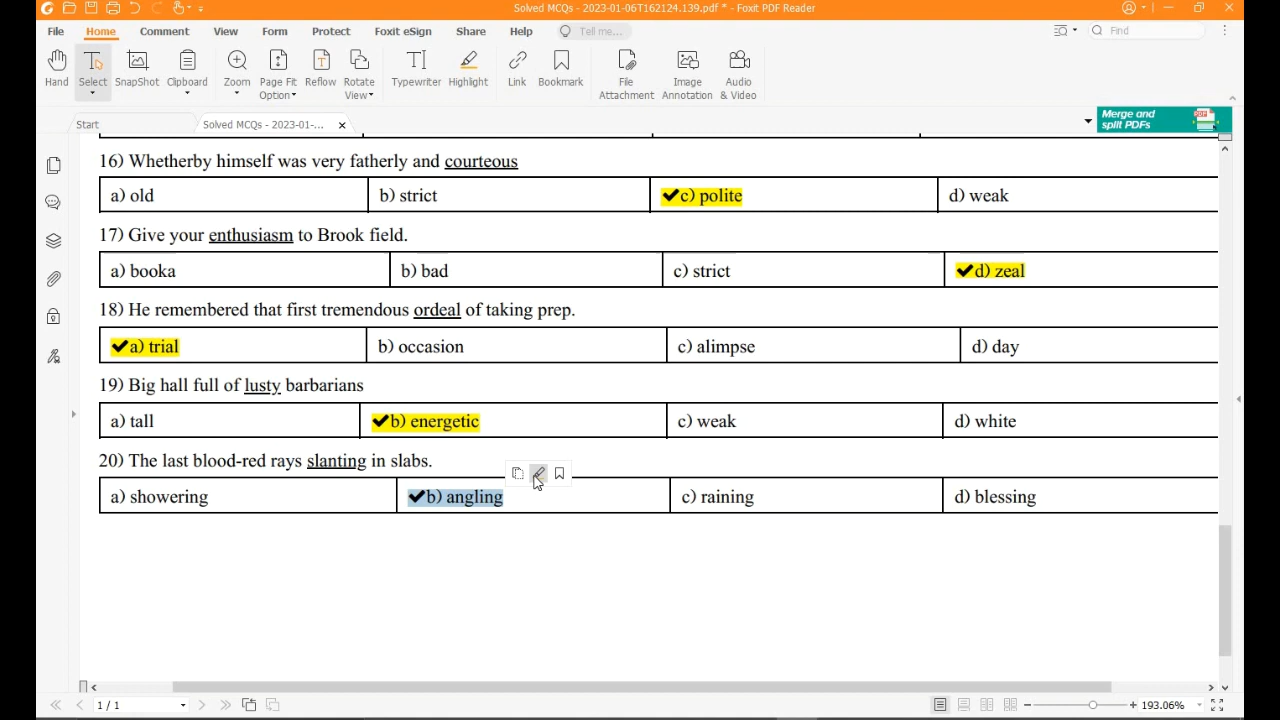 Solved MCQs - 2023-01-06T162124.139.pdf * - Foxit PDF Reader
File Home Comment View Form Protect Foxit eSign Share Help Tell me... Find
Hand Select SnapShot Clipboard Zoom Page Fit Option Reflow Rotate View Typewriter Highlight Link Bookmark File Attachment Image Annotation Audio & Video
Start Solved MCQs - 2023-01-... Merge and split PDFs
16) Whetherby himself was very fatherly and courteous
a) old b) strict ✔c) polite d) weak
17) Give your enthusiasm to Brook field.
a) booka b) bad c) strict ✔d) zeal
18) He remembered that first tremendous ordeal of taking prep.
✔a) trial b) occasion c) alimpse d) day
19) Big hall full of lusty barbarians
a) tall ✔b) energetic c) weak d) white
20) The last blood-red rays slanting in slabs.
a) showering ✔b) angling c) raining d) blessing
1 / 1 193.06%